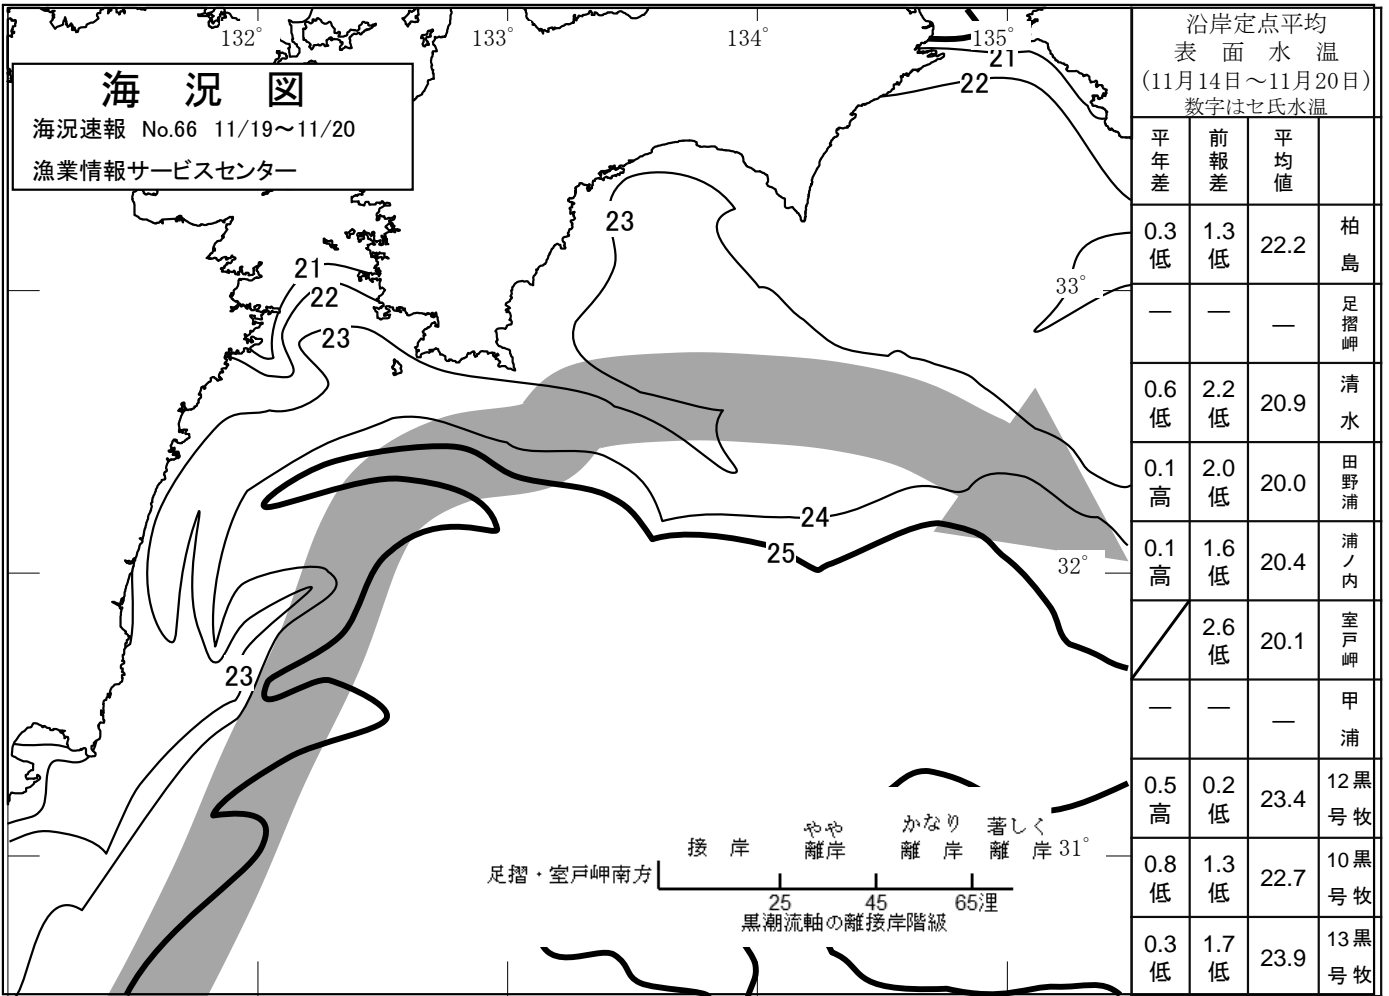 132°
133°
134°
135°
海況図
海況速報 No.66 11/19～11/20
漁業情報サービスセンター
21
22
23
21
22
23
33°
24
25
32°
23
31°
接岸
やや離岸
かなり離岸
著しく離岸
足摺・室戸岬南方
25 45 65浬
黒潮流軸の離接岸階級
沿岸定点平均
表面水温
(11月14日～11月20日)
数字はセ氏水温
平年差 前報差 平均値
0.3低 1.3低 22.2 柏島
― ― ― 足摺岬
0.6低 2.2低 20.9 清水
0.1高 2.0低 20.0 田野浦
0.1高 1.6低 20.4 浦ノ内
2.6低 20.1 室戸岬
― ― ― 甲浦
0.5高 0.2低 23.4 黒牧12号
0.8低 1.3低 22.7 黒牧10号
0.3低 1.7低 23.9 黒牧13号